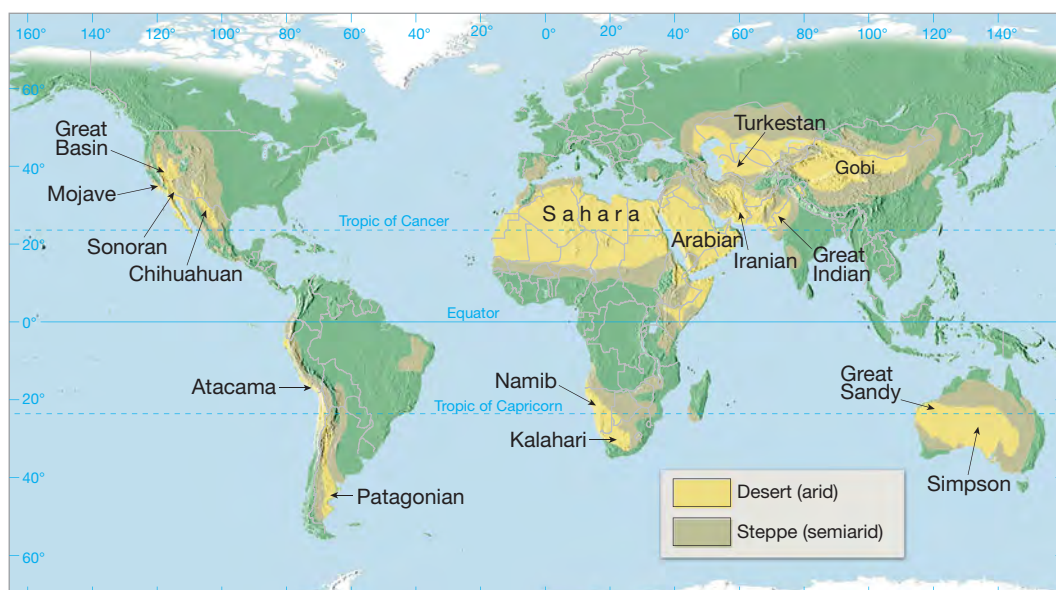 160° 140° 120° 100° 80° 60° 40° 20° 0° 20° 40° 60° 80° 100° 120° 140°
60°
Great
Basin
Turkestan
40°
Gobi
Mojave
Sahara
Tropic of Cancer
Sonoran
20°
Arabian
Iranian
Great
Indian
Chihuahuan
Equator
0°
Atacama
Namib
Great
Sandy
20°
Tropic of Capricorn
Kalahari
Simpson
40°
Patagonian
Desert (arid)
Steppe (semiarid)
60°